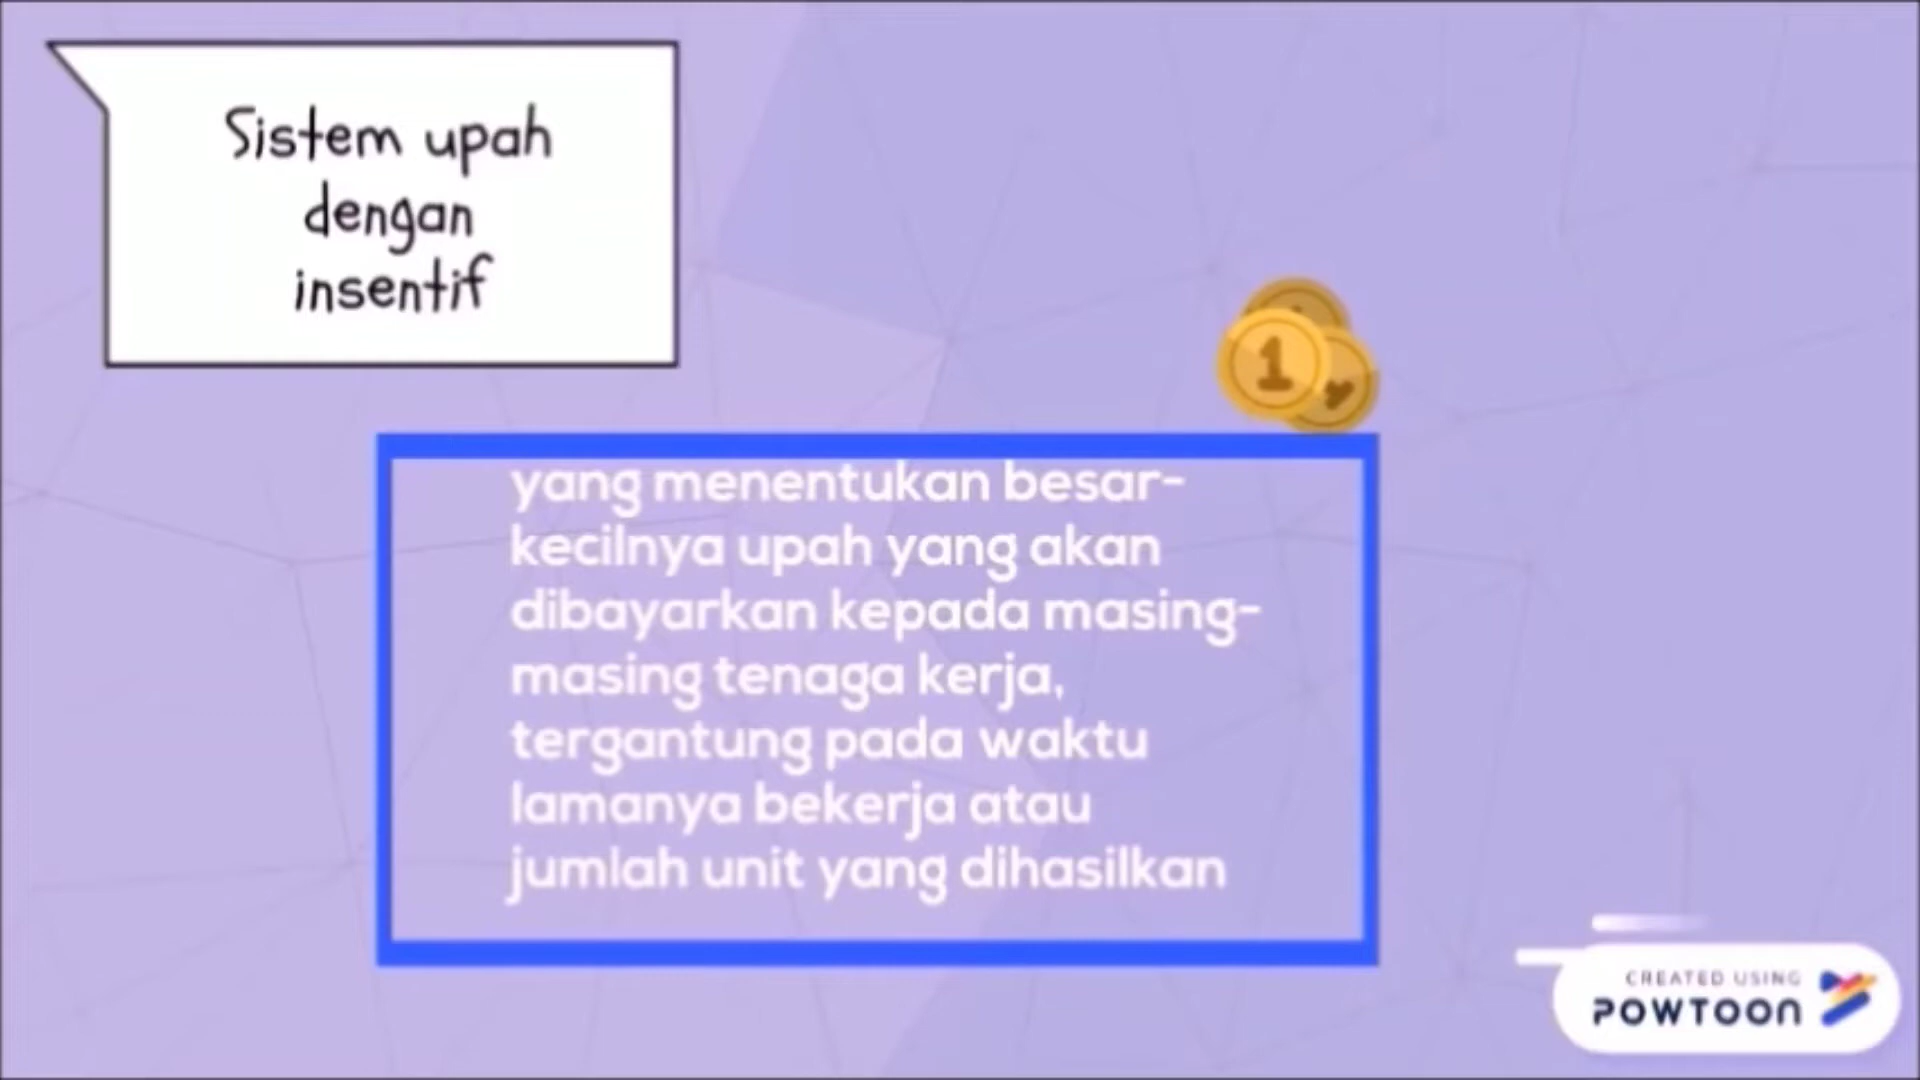 Sistem upah
dengan
insentif
1
yang menentukan besar-
kecilnya upah yang akan
dibayarkan kepada masing-
masing tenaga kerja,
tergantung pada waktu
lamanya bekerja atau
jumlah unit yang dihasilkan
CREATED USING
POWTOON